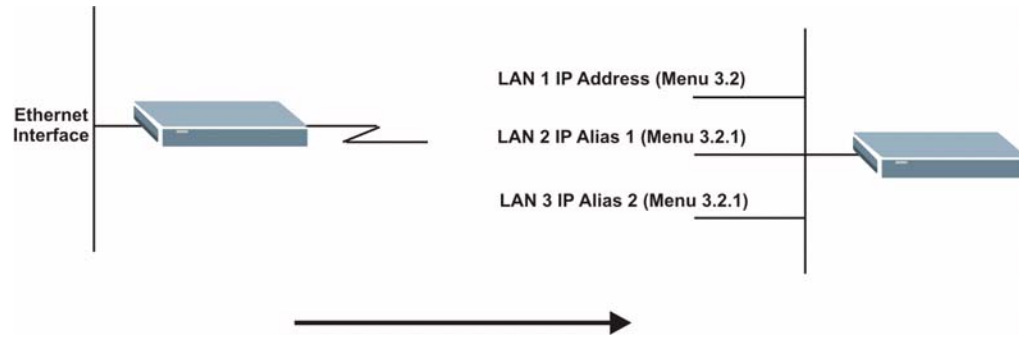 Ethernet
Interface
LAN 1 IP Address (Menu 3.2)
LAN 2 IP Alias 1 (Menu 3.2.1)
LAN 3 IP Alias 2 (Menu 3.2.1)